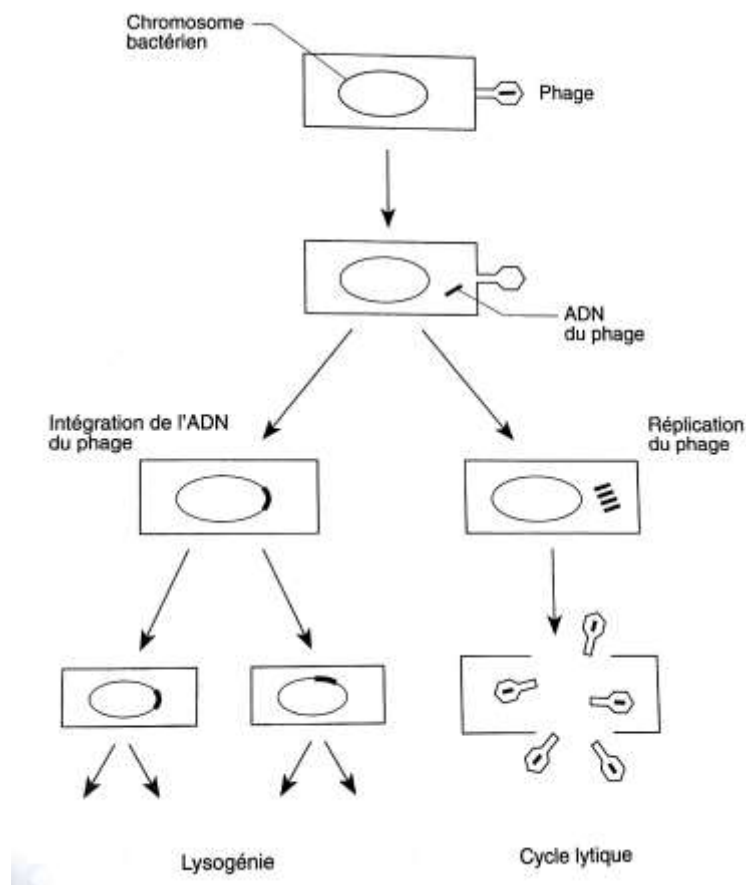 Chromosome
bactérien
Phage
ADN
du phage
Intégration de l'ADN
du phage
Réplication
du phage
Lysogénie
Cycle lytique